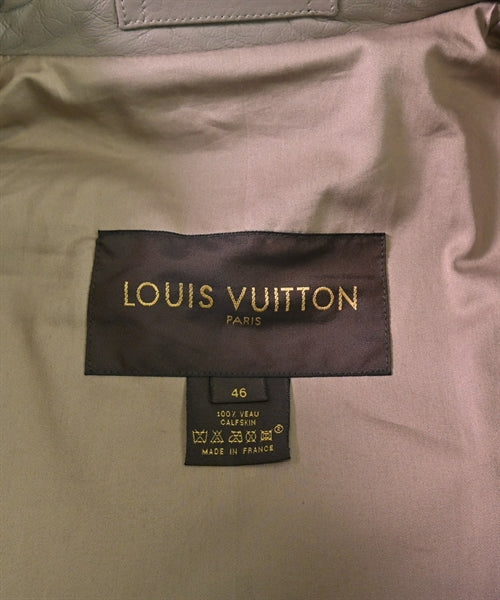 LOUIS VUITTON
PARIS
46
100% VEAU
CALFSKIN
MADE IN FRANCE